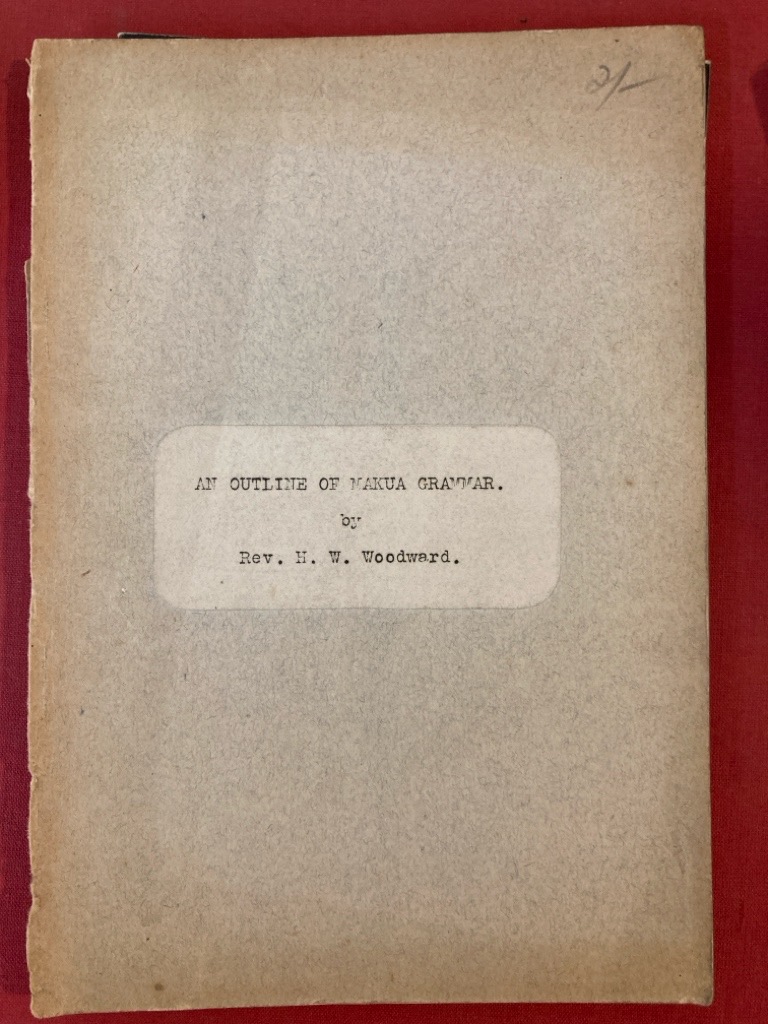 2/-
AN OUTLINE OF MAKUA GRAMMAR.
by
Rev. H. W. Woodward.